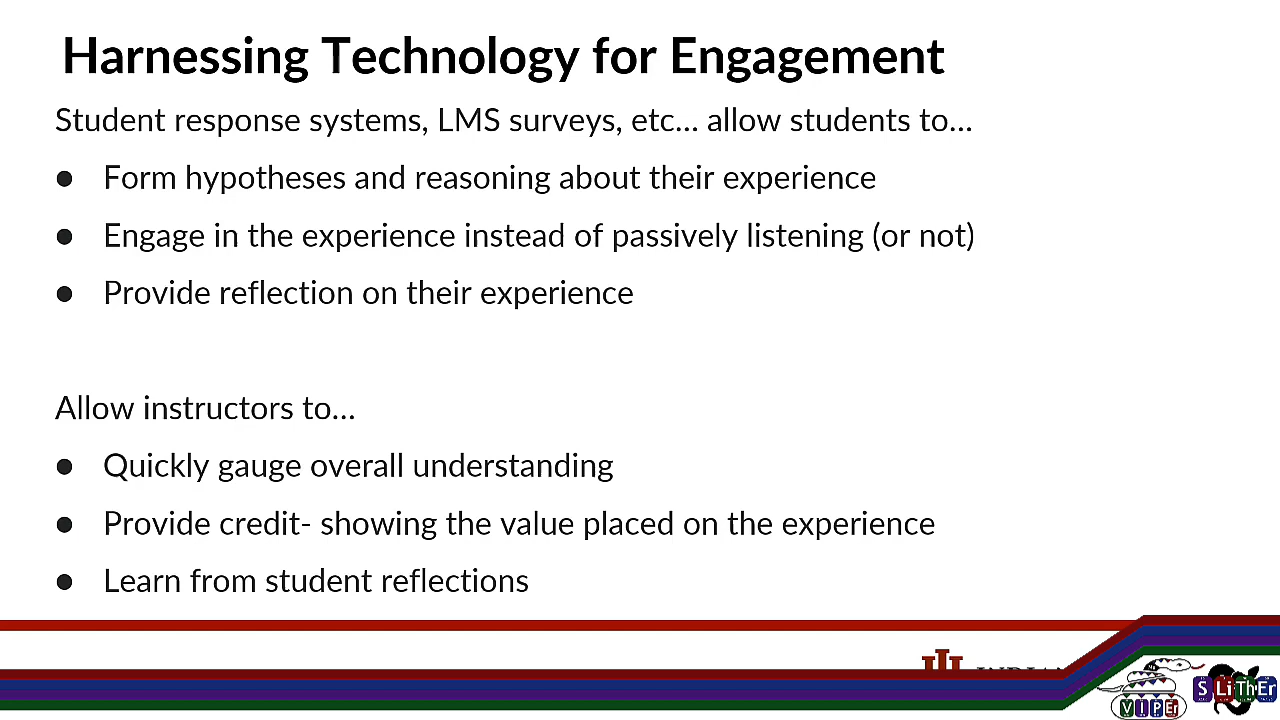 Harnessing Technology for Engagement
Student response systems, LMS surveys, etc... allow students to...
● Form hypotheses and reasoning about their experience
● Engage in the experience instead of passively listening (or not)
● Provide reflection on their experience
Allow instructors to...
● Quickly gauge overall understanding
● Provide credit- showing the value placed on the experience
● Learn from student reflections
VIPEr
SLiThEr